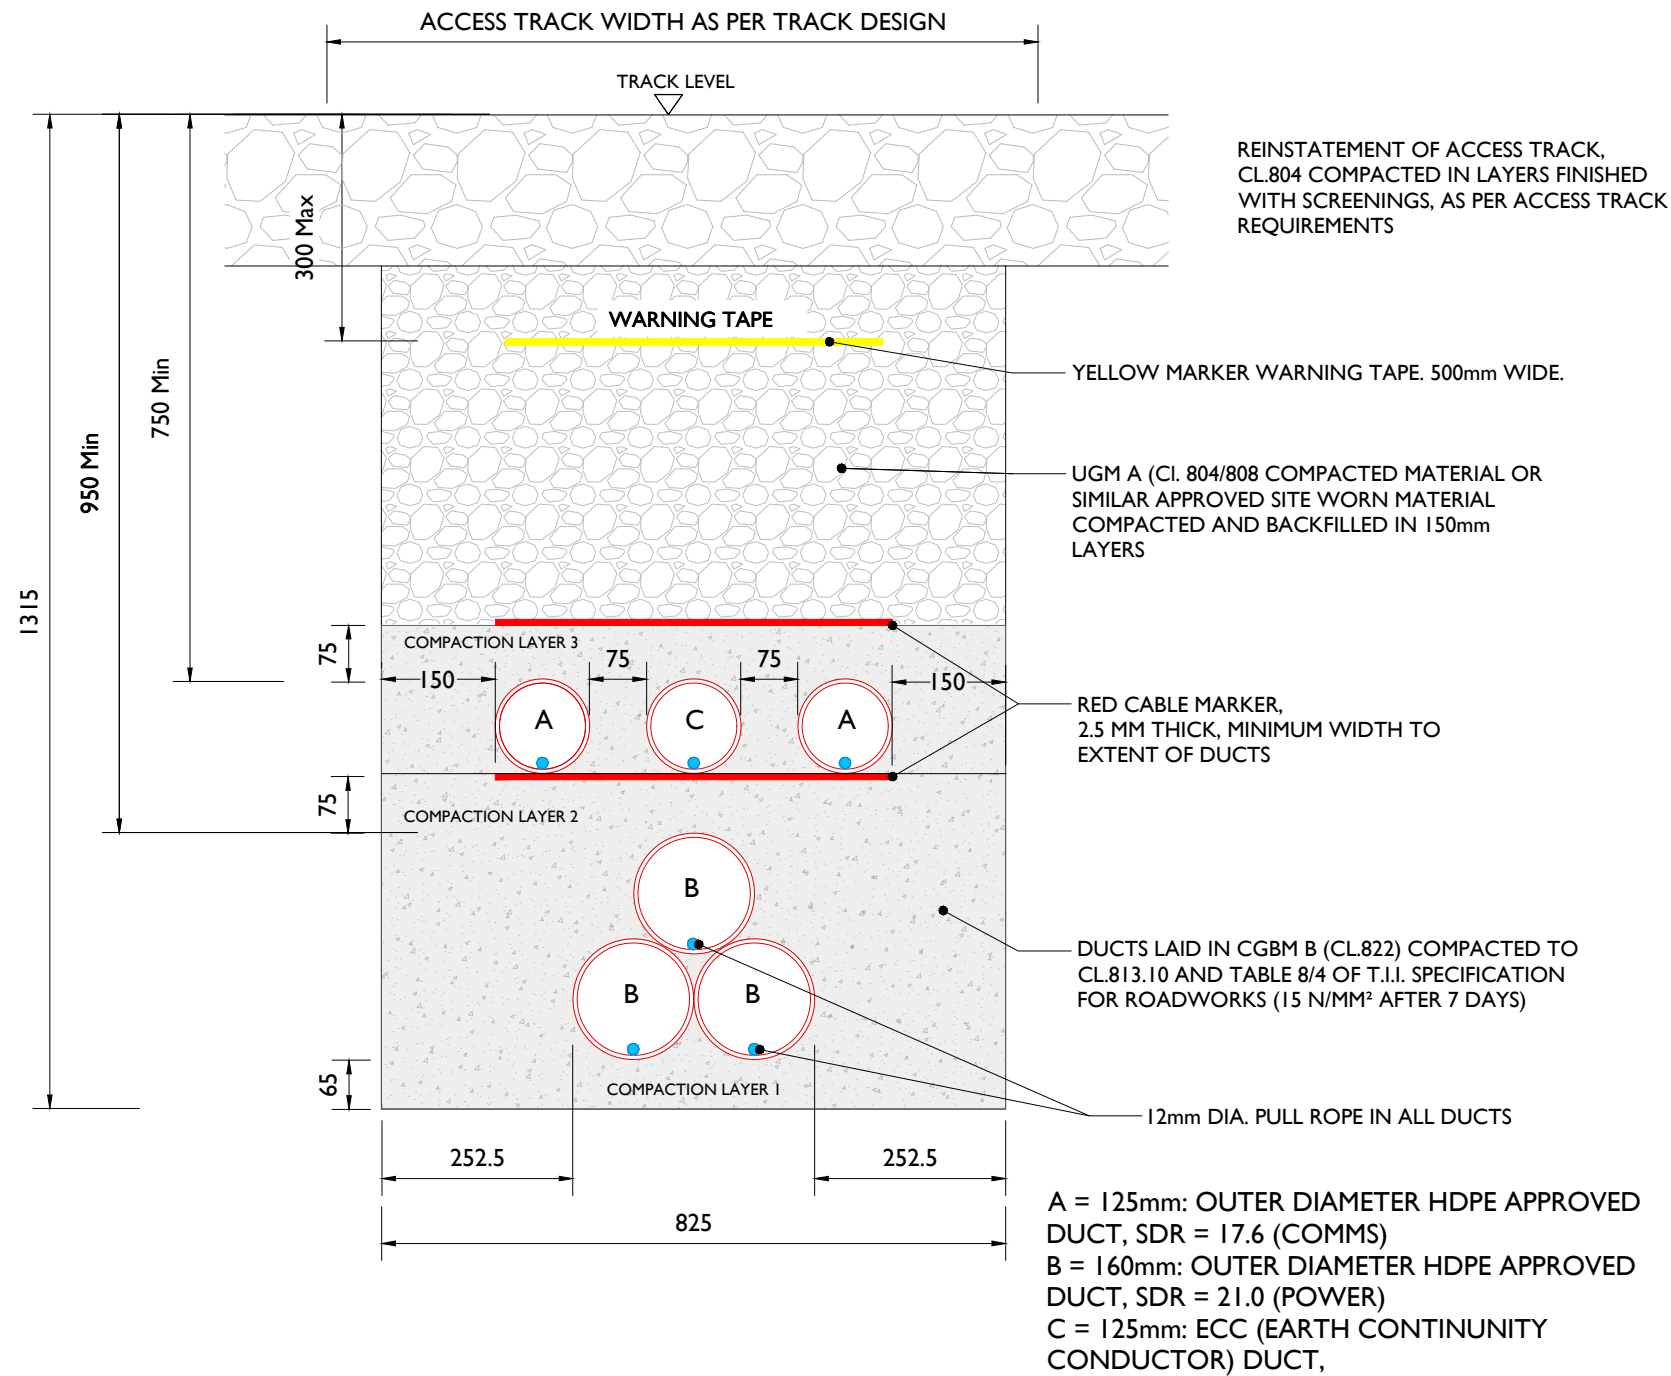 ACCESS TRACK WIDTH AS PER TRACK DESIGN
TRACK LEVEL
REINSTATEMENT OF ACCESS TRACK,
CL.804 COMPACTED IN LAYERS FINISHED
WITH SCREENINGS, AS PER ACCESS TRACK
REQUIREMENTS
300 Max
WARNING TAPE
YELLOW MARKER WARNING TAPE. 500mm WIDE.
750 Min
950 Min
UGM A (Cl. 804/808 COMPACTED MATERIAL OR
SIMILAR APPROVED SITE WORN MATERIAL
COMPACTED AND BACKFILLED IN 150mm
LAYERS
1315
75
COMPACTION LAYER 3
150
75
75
150
A
C
A
RED CABLE MARKER,
2.5 MM THICK, MINIMUM WIDTH TO
EXTENT OF DUCTS
75
COMPACTION LAYER 2
B
B
B
DUCTS LAID IN CGBM B (CL.822) COMPACTED TO
CL.813.10 AND TABLE 8/4 OF T.I.I. SPECIFICATION
FOR ROADWORKS (15 N/MM² AFTER 7 DAYS)
65
COMPACTION LAYER 1
12mm DIA. PULL ROPE IN ALL DUCTS
252.5
252.5
825
A = 125mm: OUTER DIAMETER HDPE APPROVED
DUCT, SDR = 17.6 (COMMS)
B = 160mm: OUTER DIAMETER HDPE APPROVED
DUCT, SDR = 21.0 (POWER)
C = 125mm: ECC (EARTH CONTINUNITY
CONDUCTOR) DUCT,